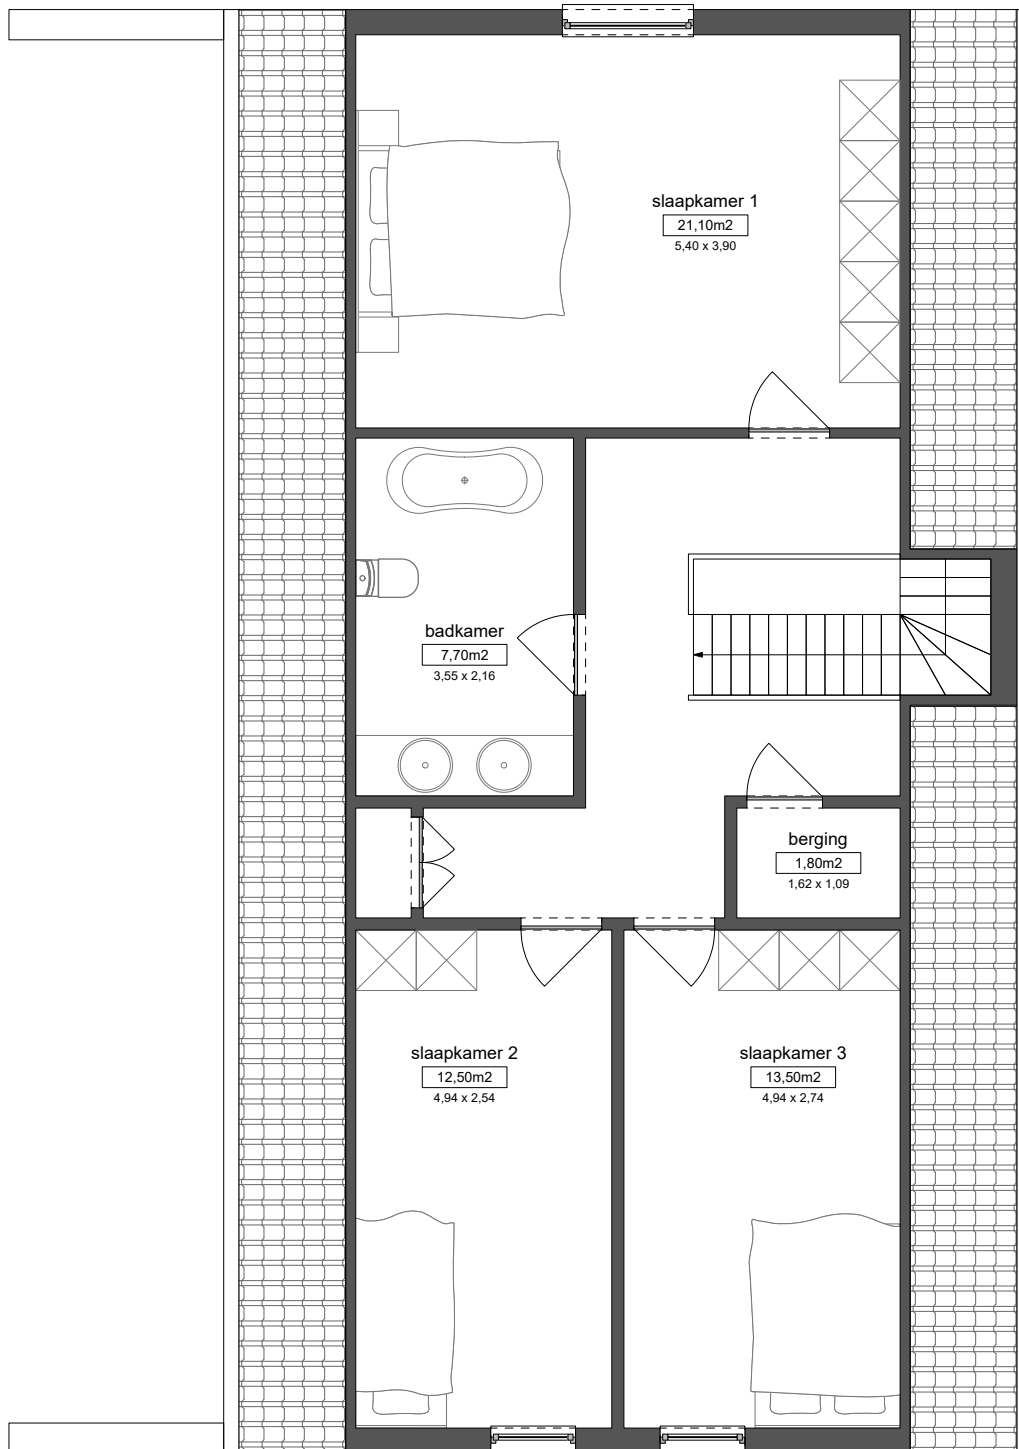 slaapkamer 1
21,10m2
5,40 x 3,90
badkamer
7,70m2
3,55 x 2,16
berging
1,80m2
1,62 x 1,09
slaapkamer 2
12,50m2
4,94 x 2,54
slaapkamer 3
13,50m2
4,94 x 2,74